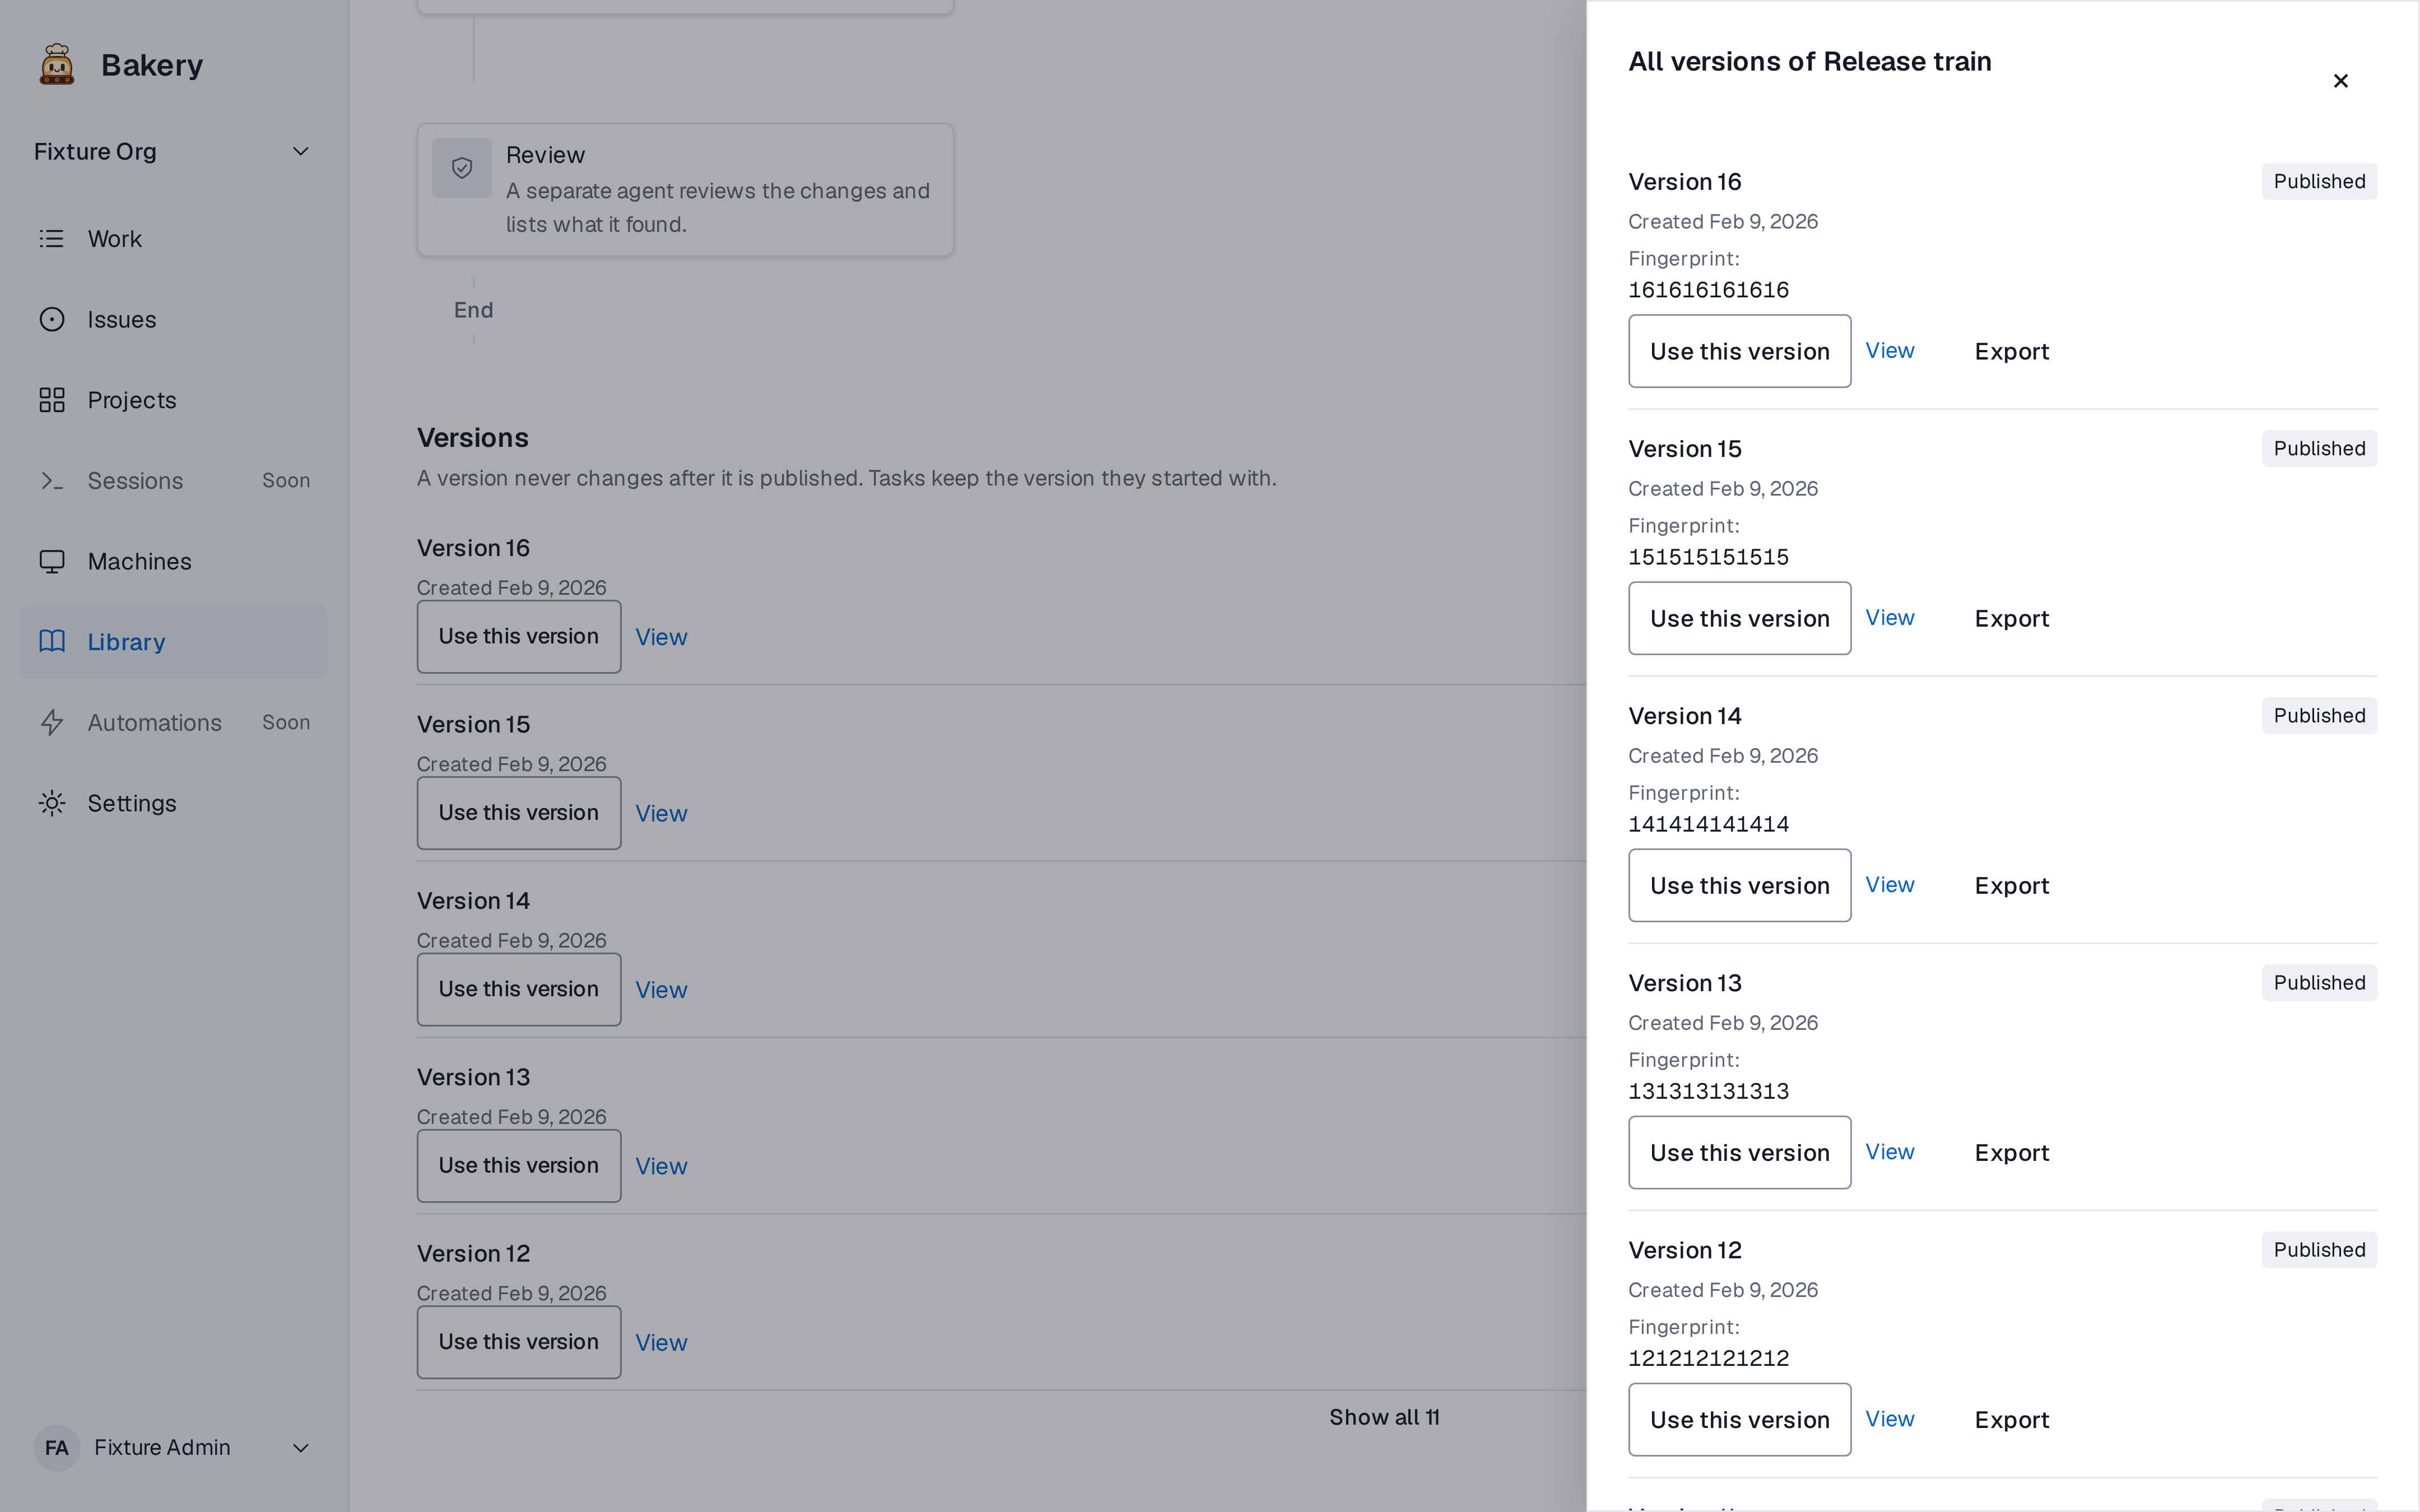 Bakery
Fixture Org
Work
Issues
Projects
Sessions Soon
Machines
Library
Automations Soon
Settings
FA Fixture Admin
Review
A separate agent reviews the changes and
lists what it found.
End
Versions
A version never changes after it is published. Tasks keep the version they started with.
Version 16
Created Feb 9, 2026
Use this version View
Version 15
Created Feb 9, 2026
Use this version View
Version 14
Created Feb 9, 2026
Use this version View
Version 13
Created Feb 9, 2026
Use this version View
Version 12
Created Feb 9, 2026
Use this version View
Show all 11
All versions of Release train
Version 16 Published
Created Feb 9, 2026
Fingerprint:
161616161616
Use this version View Export
Version 15 Published
Created Feb 9, 2026
Fingerprint:
151515151515
Use this version View Export
Version 14 Published
Created Feb 9, 2026
Fingerprint:
141414141414
Use this version View Export
Version 13 Published
Created Feb 9, 2026
Fingerprint:
131313131313
Use this version View Export
Version 12 Published
Created Feb 9, 2026
Fingerprint:
121212121212
Use this version View Export